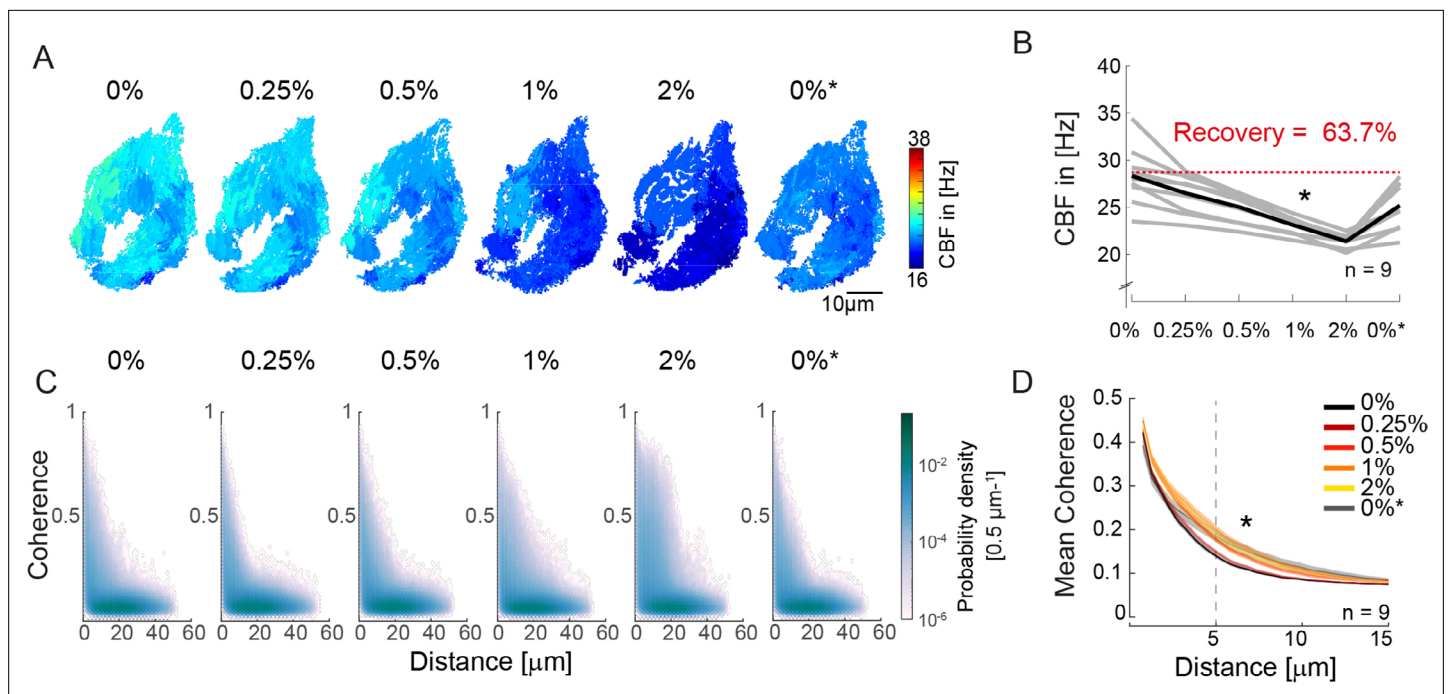 A
0% 0.25% 0.5% 1% 2% 0%*
38
CBF in [Hz]
16
10μm
B
40
35
30
25
20
CBF in [Hz]
Recovery = 63.7%
*
n = 9
0% 0.25% 0.5% 1% 2% 0%*
C
0% 0.25% 0.5% 1% 2% 0%*
Coherence
1 1 1 1 1 1
0.5 0.5 0.5 0.5 0.5 0.5
0 20 40 60 0 20 40 60 0 20 40 60 0 20 40 60 0 20 40 60 0 20 40 60
Distance [μm]
10-2
10-4
10-6
Probability density
[0.5 μm-1]
D
0.5
0.4
0.3
0.2
0.1
0
Mean Coherence
0%
0.25%
0.5%
1%
2%
0%*
*
n = 9
5 10 15
Distance [μm]